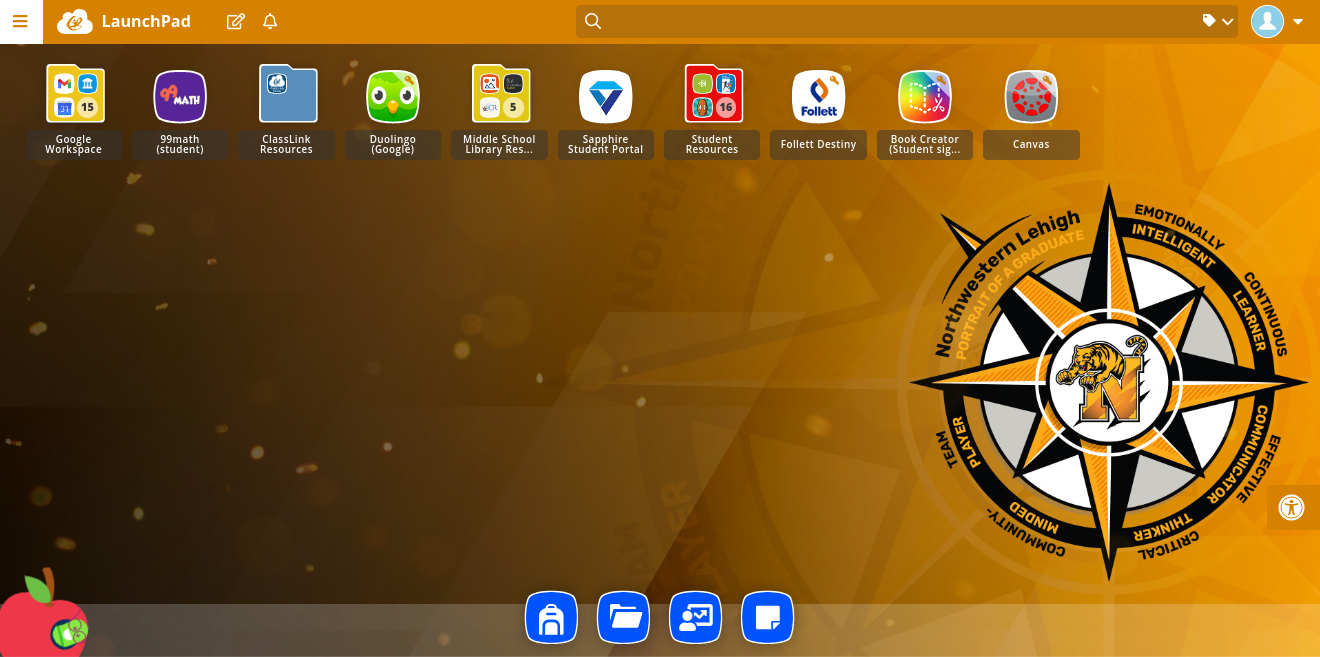 LaunchPad
31
15
5
16
99 MATH
Follett
Google
Workspace
99math
(student)
ClassLink
Resources
Duolingo
(Google)
Middle School
Library Res...
Sapphire
Student Portal
Student
Resources
Follett Destiny
Book Creator
(Student sig...
Canvas
Northwestern Lehigh
PORTRAIT OF A GRADUATE
EMOTIONALLY
INTELLIGENT
CONTINUOUS
LEARNER
EFFECTIVE
COMMUNICATOR
CRITICAL
THINKER
COMMUNITY-
MINDED
TEAM
PLAYER
N